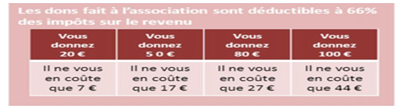 Les dons fait à l'association sont déductibles à 66%
des impôts sur le revenu
Vous donnez 20 € Vous donnez 5 0 € Vous donnez 80 € Vous donnez 100 €
Il ne vous en coûte que 7 € Il ne vous en coûte que 17 € Il ne vous en coûte que 27 € Il ne vous en coûte que 44 €